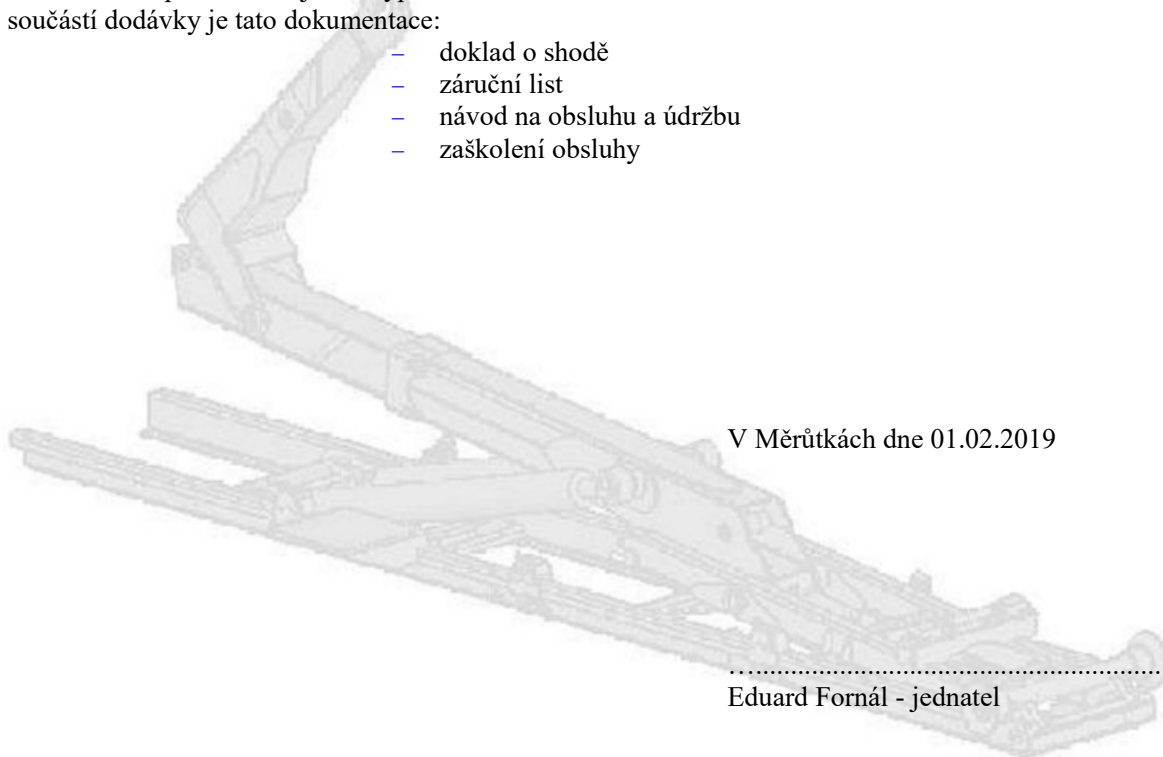 součástí dodávky je tato dokumentace:
– doklad o shodě
– záruční list
– návod na obsluhu a údržbu
– zaškolení obsluhy
V Měrůtkách dne 01.02.2019
…...........................................................
Eduard Fornál - jednatel